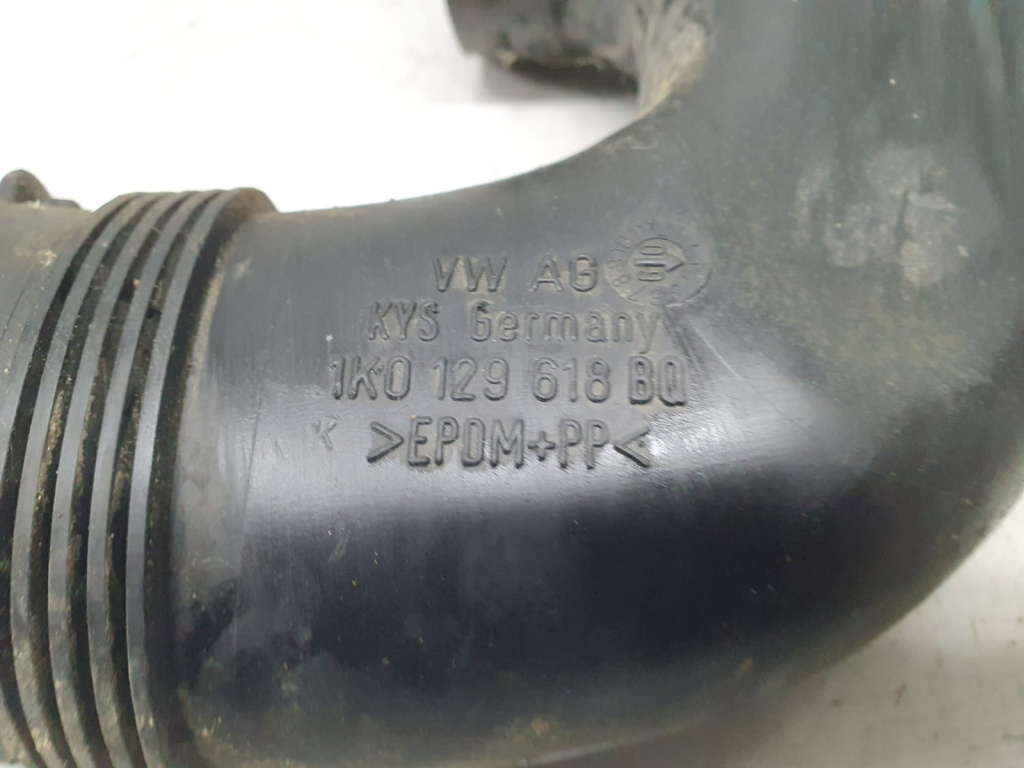 VW AG
KYS Germany
1K0 129 618 BQ
K >EPDM+PP<